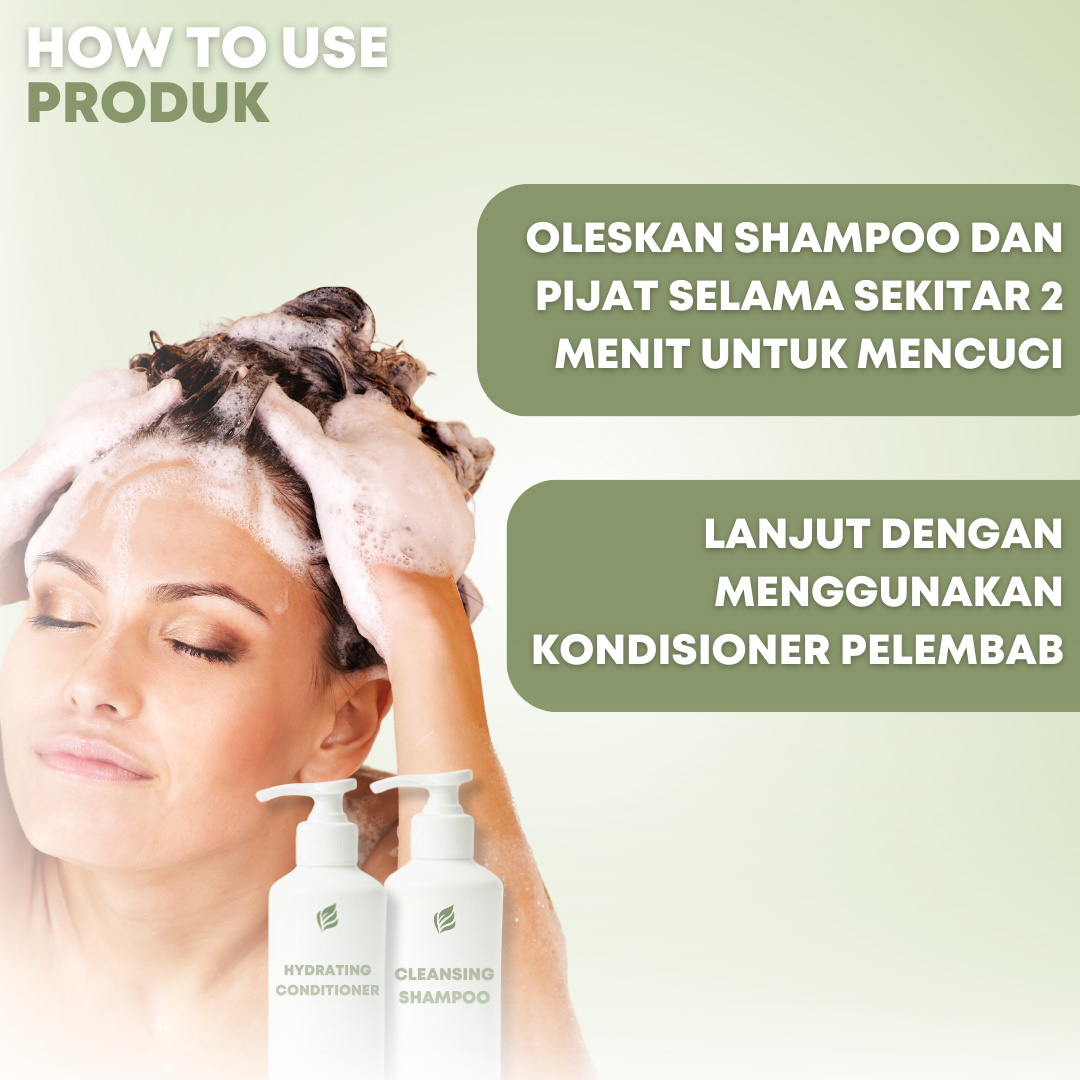 HOW TO USE
PRODUK
OLESKAN SHAMPOO DAN
PIJAT SELAMA SEKITAR 2
MENIT UNTUK MENCUCI
LANJUT DENGAN
MENGGUNAKAN
KONDISIONER PELEMBAB
HYDRATING
CONDITIONER
CLEANSING
SHAMPOO